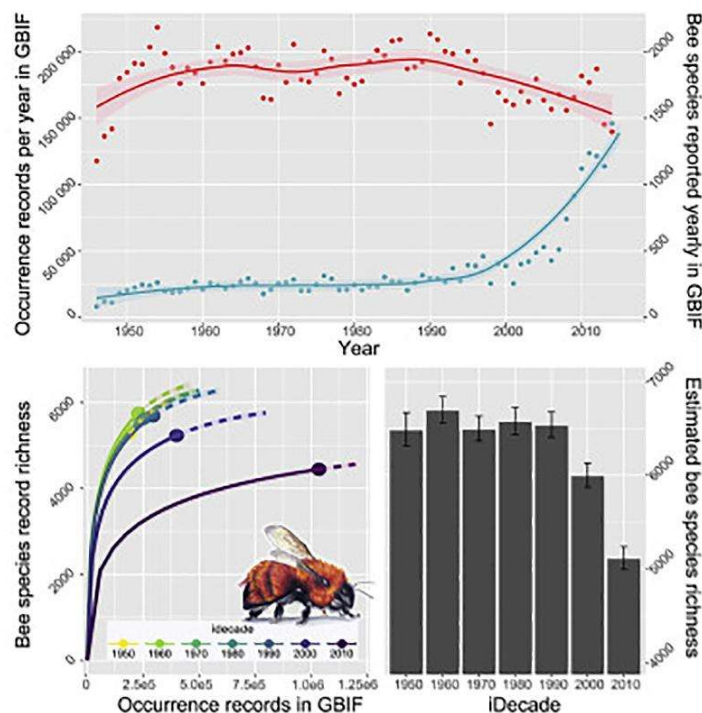 Occurrence records per year in GBIF
200 000
150 000
100 000
50 000
0
2000
1500
1000
500
0
Bee species reported yearly in GBIF
1950 1960 1970 1980 1990 2000 2010
Year
Bee species record richness
6000
4000
2000
0
idecade
1950 1960 1970 1980 1990 2000 2010
0 2.5e5 5.0e5 7.5e5 1.0e6 1.25e6
Occurrence records in GBIF
7000
6000
5000
4000
Estimated bee species richness
1950 1960 1970 1980 1990 2000 2010
iDecade